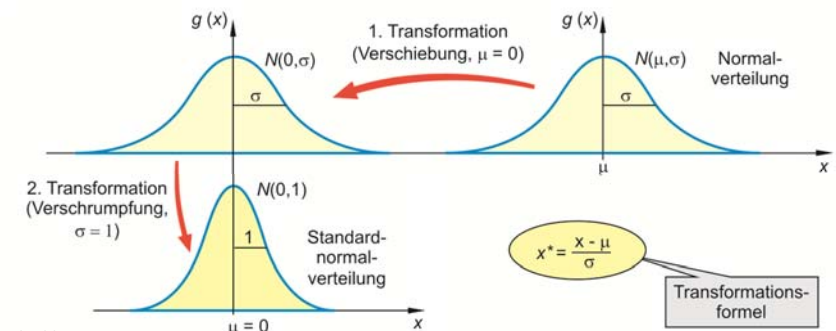 g (x)
1. Transformation
(Verschiebung, μ = 0)
g (x)
N(0,σ)
N(μ,σ)
Normal-
verteilung
σ
σ
μ
x
2. Transformation
(Verschrumpfung,
σ = 1)
N(0,1)
1
Standard-
normal-
verteilung
x* = x - μ
σ
Transformations-
formel
μ = 0
x